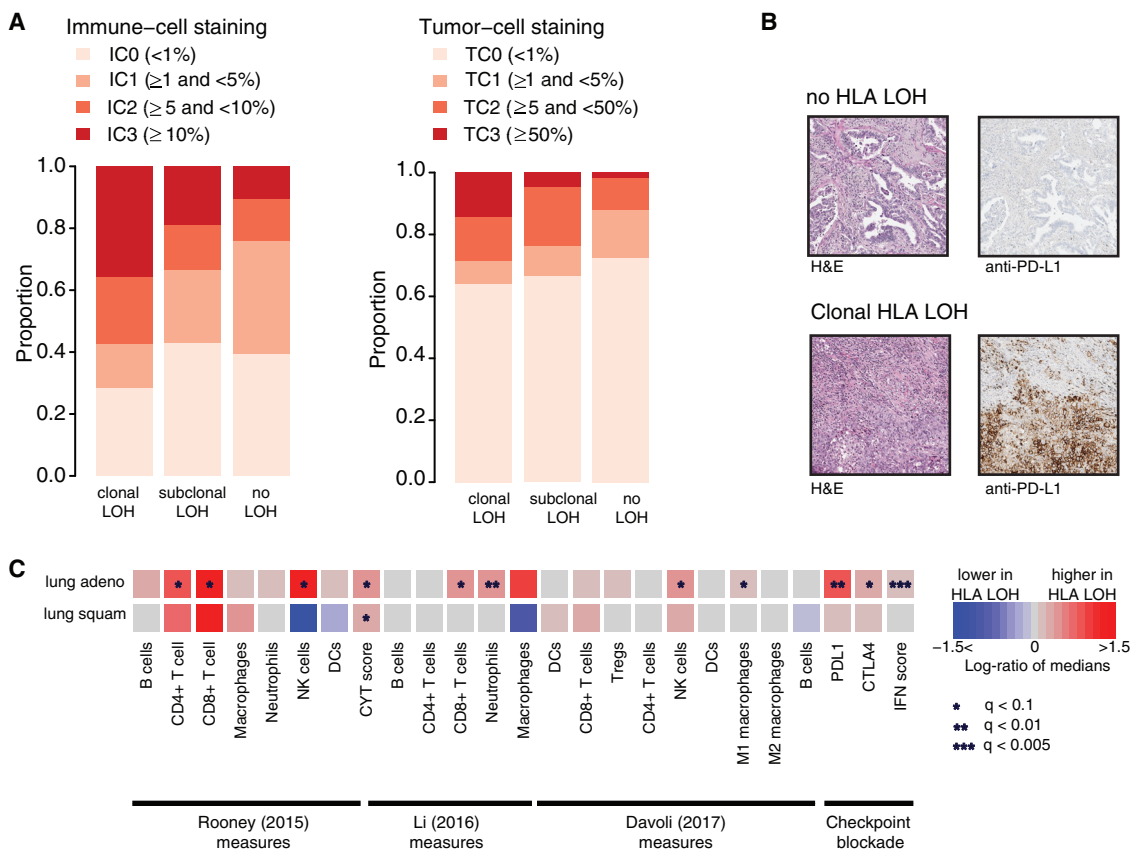 A
Immune−cell staining
IC0 (<1%)
IC1 (≥1 and <5%)
IC2 (≥5 and <10%)
IC3 (≥10%)
Proportion
1.0
0.8
0.6
0.4
0.2
0.0
clonal LOH
subclonal LOH
no LOH
Tumor−cell staining
TC0 (<1%)
TC1 (≥1 and <5%)
TC2 (≥5 and <50%)
TC3 (≥50%)
Proportion
1.0
0.8
0.6
0.4
0.2
0.0
clonal LOH
subclonal LOH
no LOH
B
no HLA LOH
H&E
anti-PD-L1
Clonal HLA LOH
H&E
anti-PD-L1
C
lung adeno
* * * * * ** * * ** * ***
lung squam
*
B cells
CD4+ T cell
CD8+ T cell
Macrophages
Neutrophils
NK cells
DCs
CYT score
B cells
CD4+ T cells
CD8+ T cells
Neutrophils
Macrophages
DCs
CD8+ T cells
Tregs
CD4+ T cells
NK cells
DCs
M1 macrophages
M2 macrophages
B cells
PDL1
CTLA4
IFN score
Rooney (2015)
measures
Li (2016)
measures
Davoli (2017)
measures
Checkpoint
blockade
lower in
HLA LOH
higher in
HLA LOH
−1.5<
0
>1.5
Log-ratio of medians
* q < 0.1
** q < 0.01
*** q < 0.005